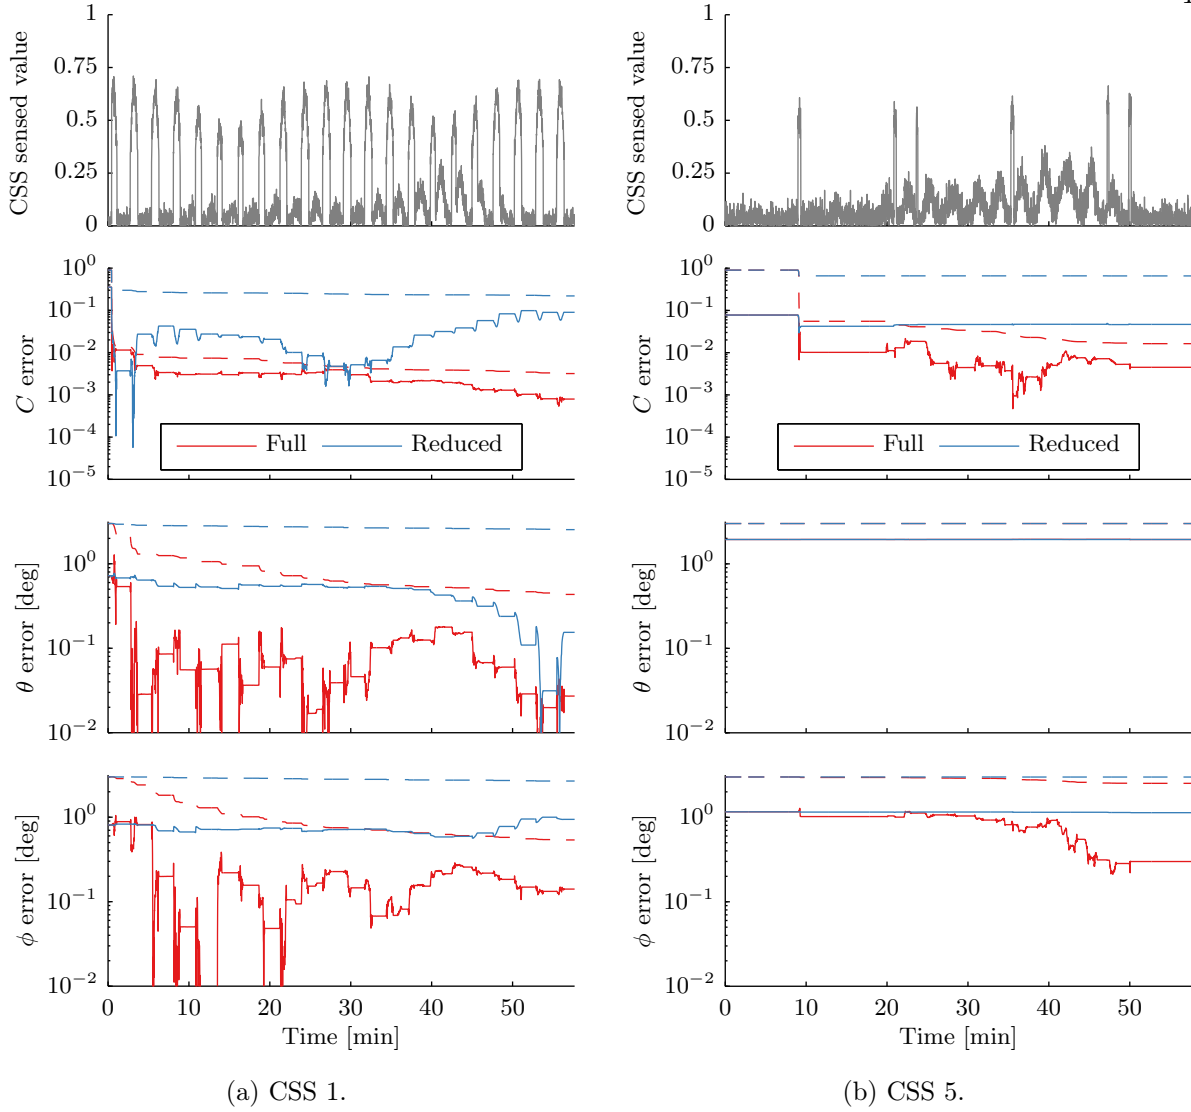 CSS sensed value
1
0.75
0.5
0.25
0
C error
10^0
10^-1
10^-2
10^-3
10^-4
10^-5
Full
Reduced
θ error [deg]
10^0
10^-1
10^-2
ϕ error [deg]
10^0
10^-1
10^-2
0 10 20 30 40 50
Time [min]
(a) CSS 1.
CSS sensed value
1
0.75
0.5
0.25
0
C error
10^0
10^-1
10^-2
10^-3
10^-4
10^-5
Full
Reduced
θ error [deg]
10^0
10^-1
10^-2
ϕ error [deg]
10^0
10^-1
10^-2
0 10 20 30 40 50
Time [min]
(b) CSS 5.